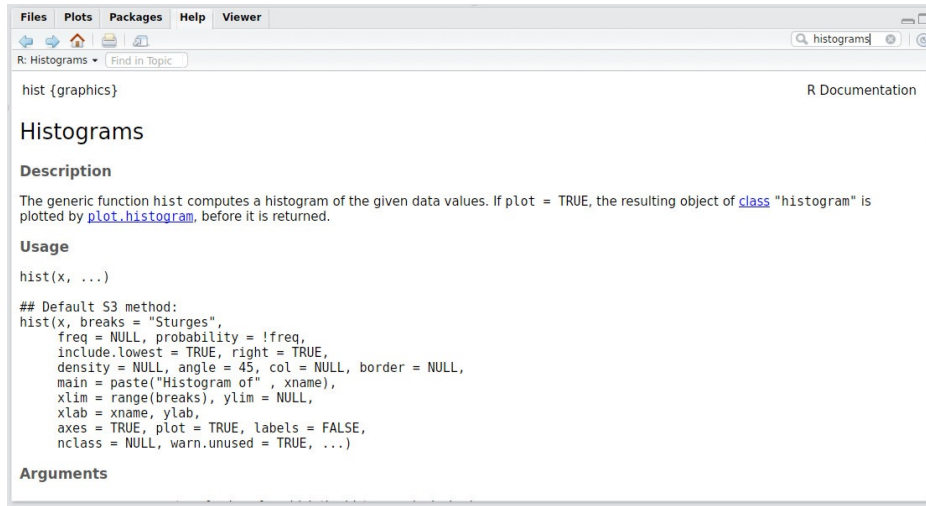 Files Plots Packages Help Viewer
histograms
R: Histograms Find in Topic
hist {graphics} R Documentation
Histograms
Description
The generic function hist computes a histogram of the given data values. If plot = TRUE, the resulting object of class "histogram" is
plotted by plot.histogram, before it is returned.
Usage
hist(x, ...)
## Default S3 method:
hist(x, breaks = "Sturges",
freq = NULL, probability = !freq,
include.lowest = TRUE, right = TRUE,
density = NULL, angle = 45, col = NULL, border = NULL,
main = paste("Histogram of" , xname),
xlim = range(breaks), ylim = NULL,
xlab = xname, ylab,
axes = TRUE, plot = TRUE, labels = FALSE,
nclass = NULL, warn.unused = TRUE, ...)
Arguments